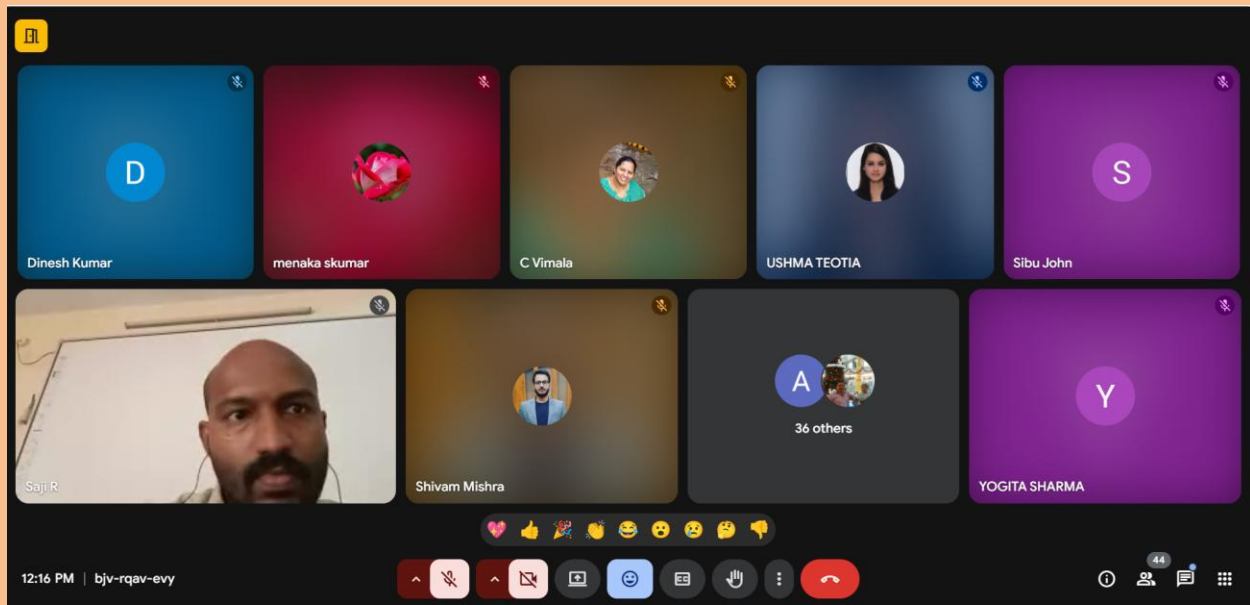 D
S
Dinesh Kumar
menaka skumar
C Vimala
USHMA TEOTIA
Sibu John
A
Y
36 others
Saji R
Shivam Mishra
YOGITA SHARMA
44
12:16 PM | bjv-rqav-evy